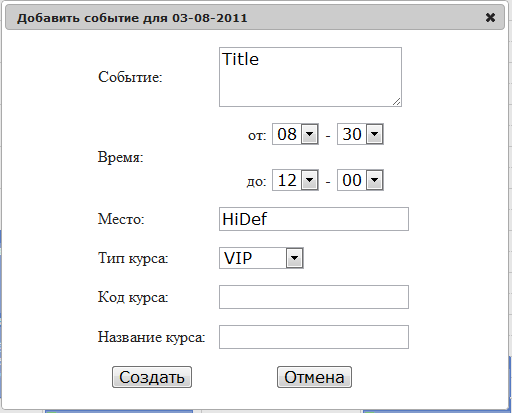 Добавить событие для 03-08-2011
Событие: Title
от: 08 - 30
Время:
до: 12 - 00
Место: HiDef
Тип курса: VIP
Код курса:
Название курса:
Создать Отмена